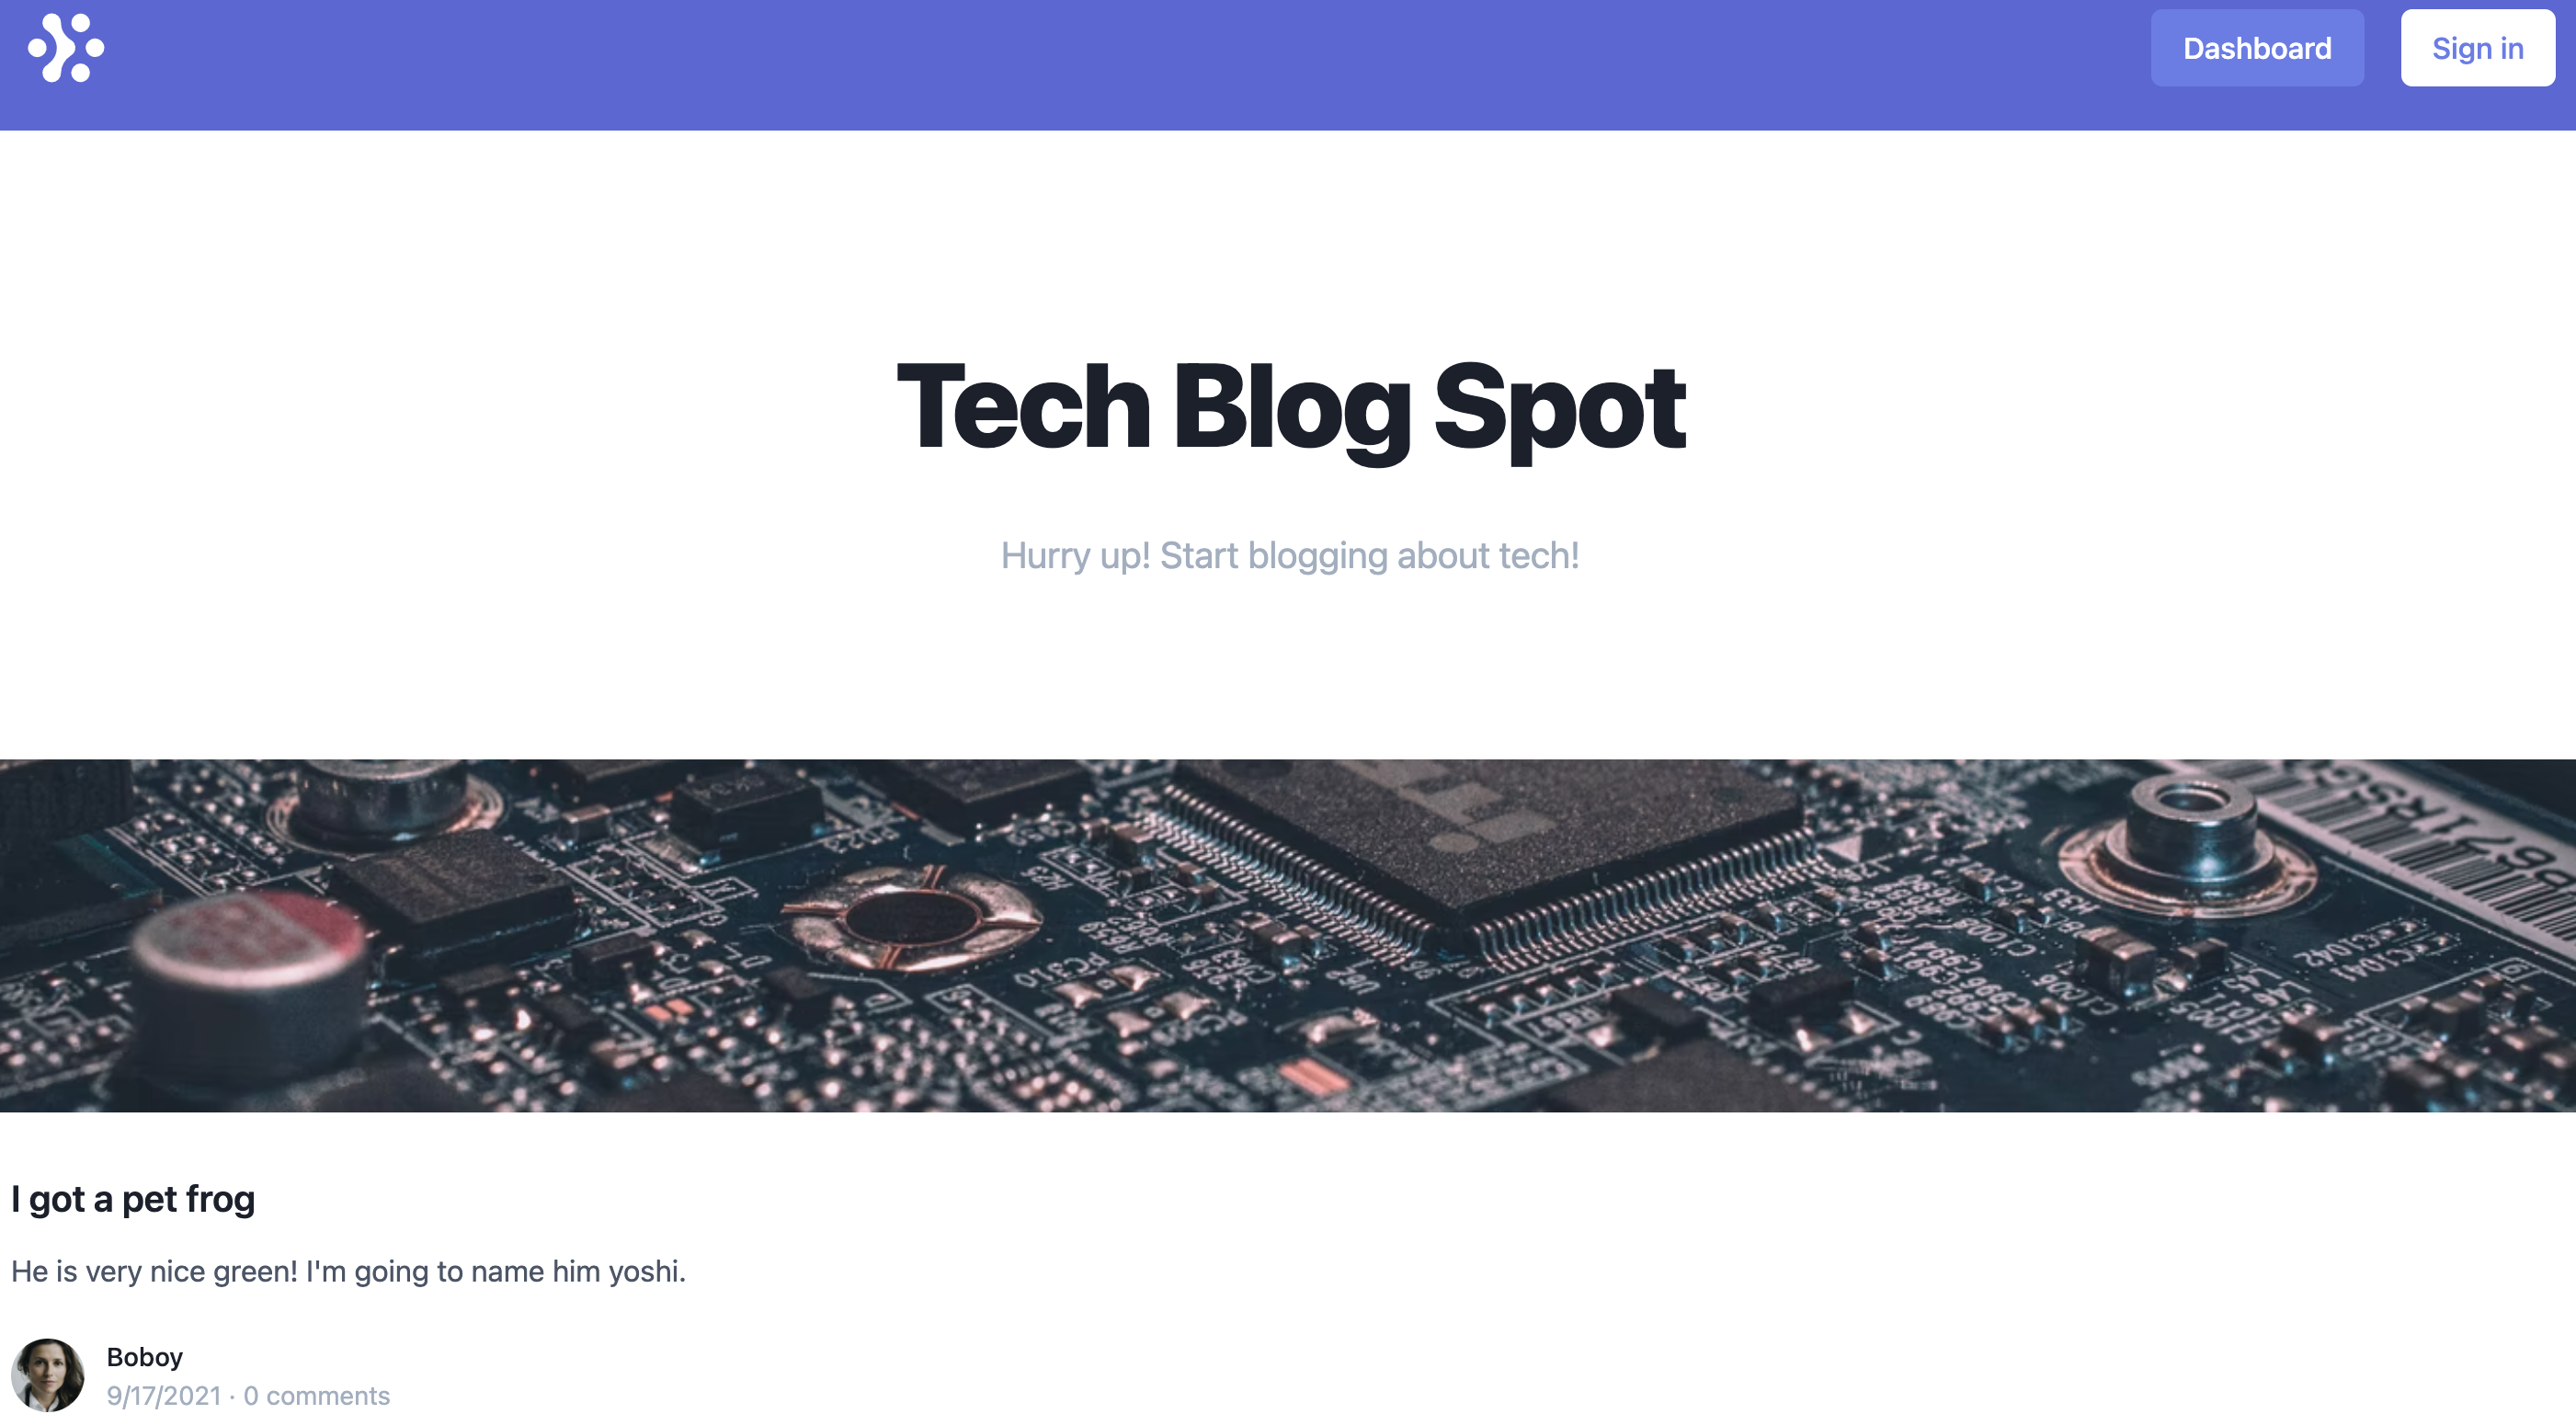 Dashboard
Sign in
Tech Blog Spot
Hurry up! Start blogging about tech!
I got a pet frog
He is very nice green! I'm going to name him yoshi.
Boboy
9/17/2021 · 0 comments